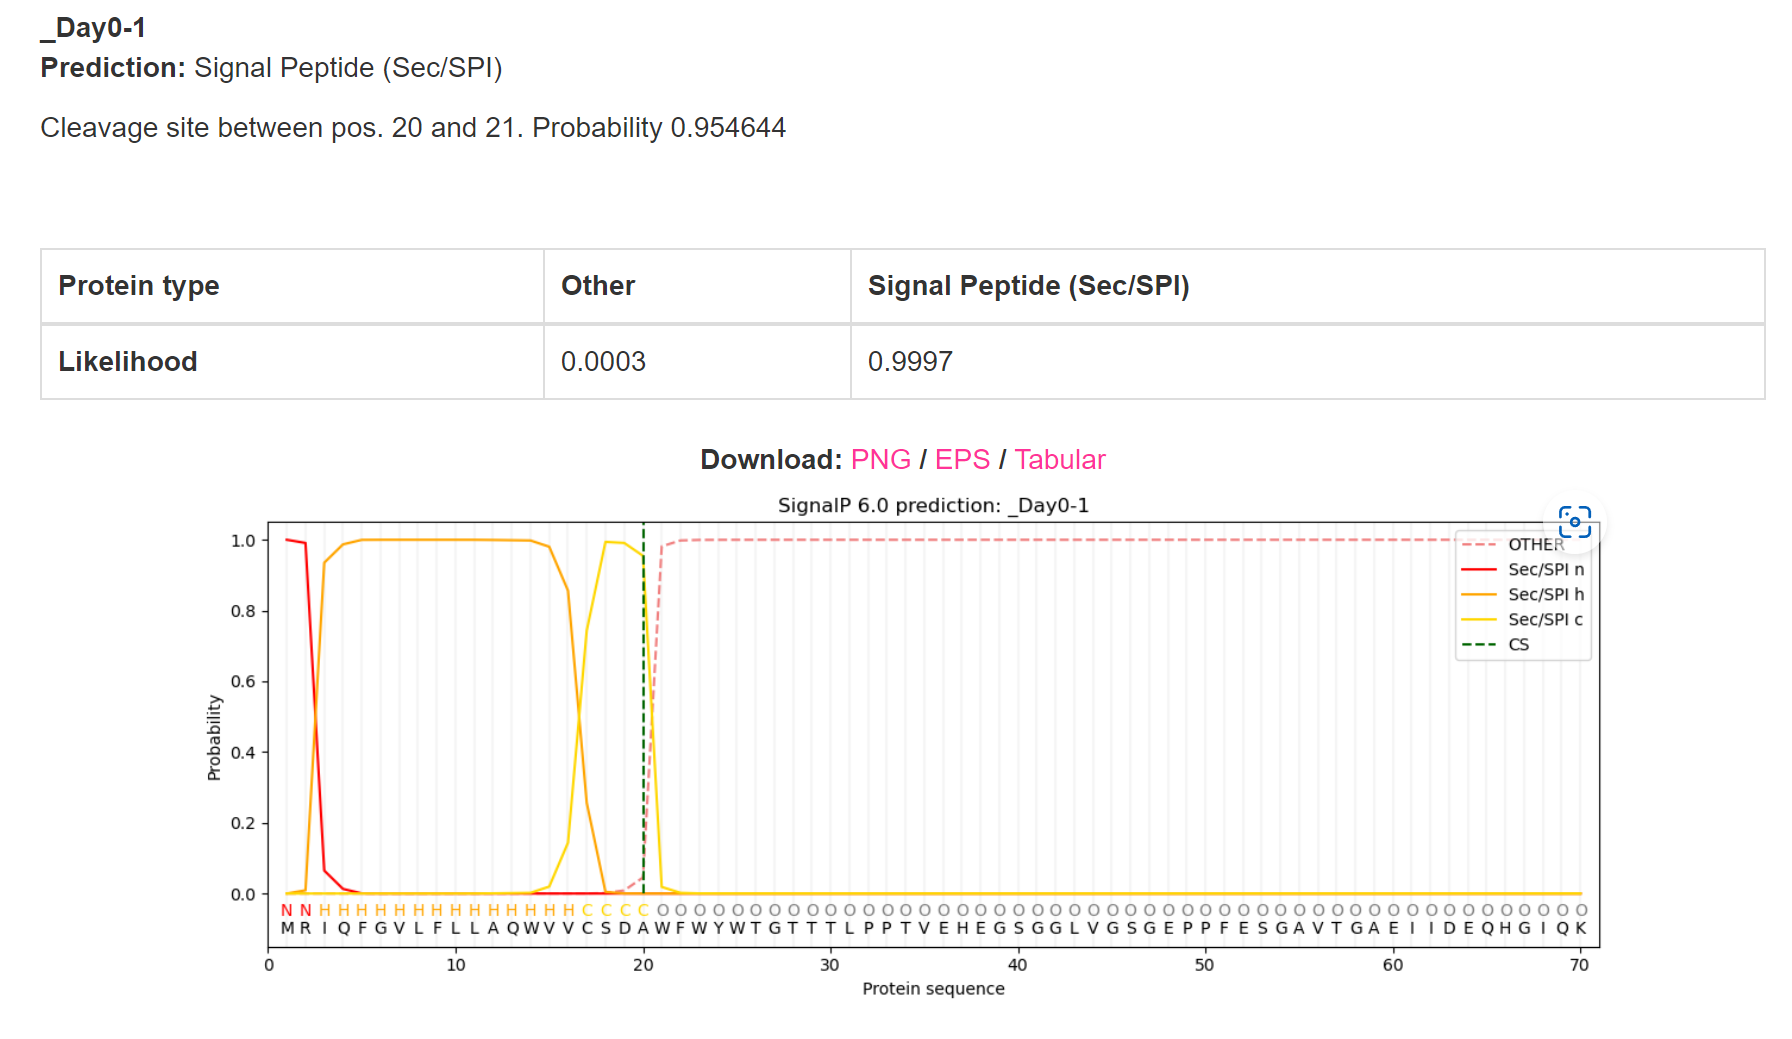 _Day0-1
Prediction: Signal Peptide (Sec/SPI)
Cleavage site between pos. 20 and 21. Probability 0.954644
Protein type Other Signal Peptide (Sec/SPI)
Likelihood 0.0003 0.9997
Download: PNG / EPS / Tabular
SignalP 6.0 prediction: _Day0-1
1.0
0.8
0.6
0.4
0.2
0.0
Probability
OTHER
Sec/SPI n
Sec/SPI h
Sec/SPI c
CS
N N H H H H H H H H H H H H H H C C C C O O O O O O O O O O O O O O O O O O O O O O O O O O O O O O O O O O O O O O O O O O O O O O O O O O
M R I Q F G V L F L L A Q W V V C S D A W F W Y W T G T T T L P P T V E H E G S G G L V G S G E P P F E S G A V T G A E I I D E Q H G I Q K
0 10 20 30 40 50 60 70
Protein sequence